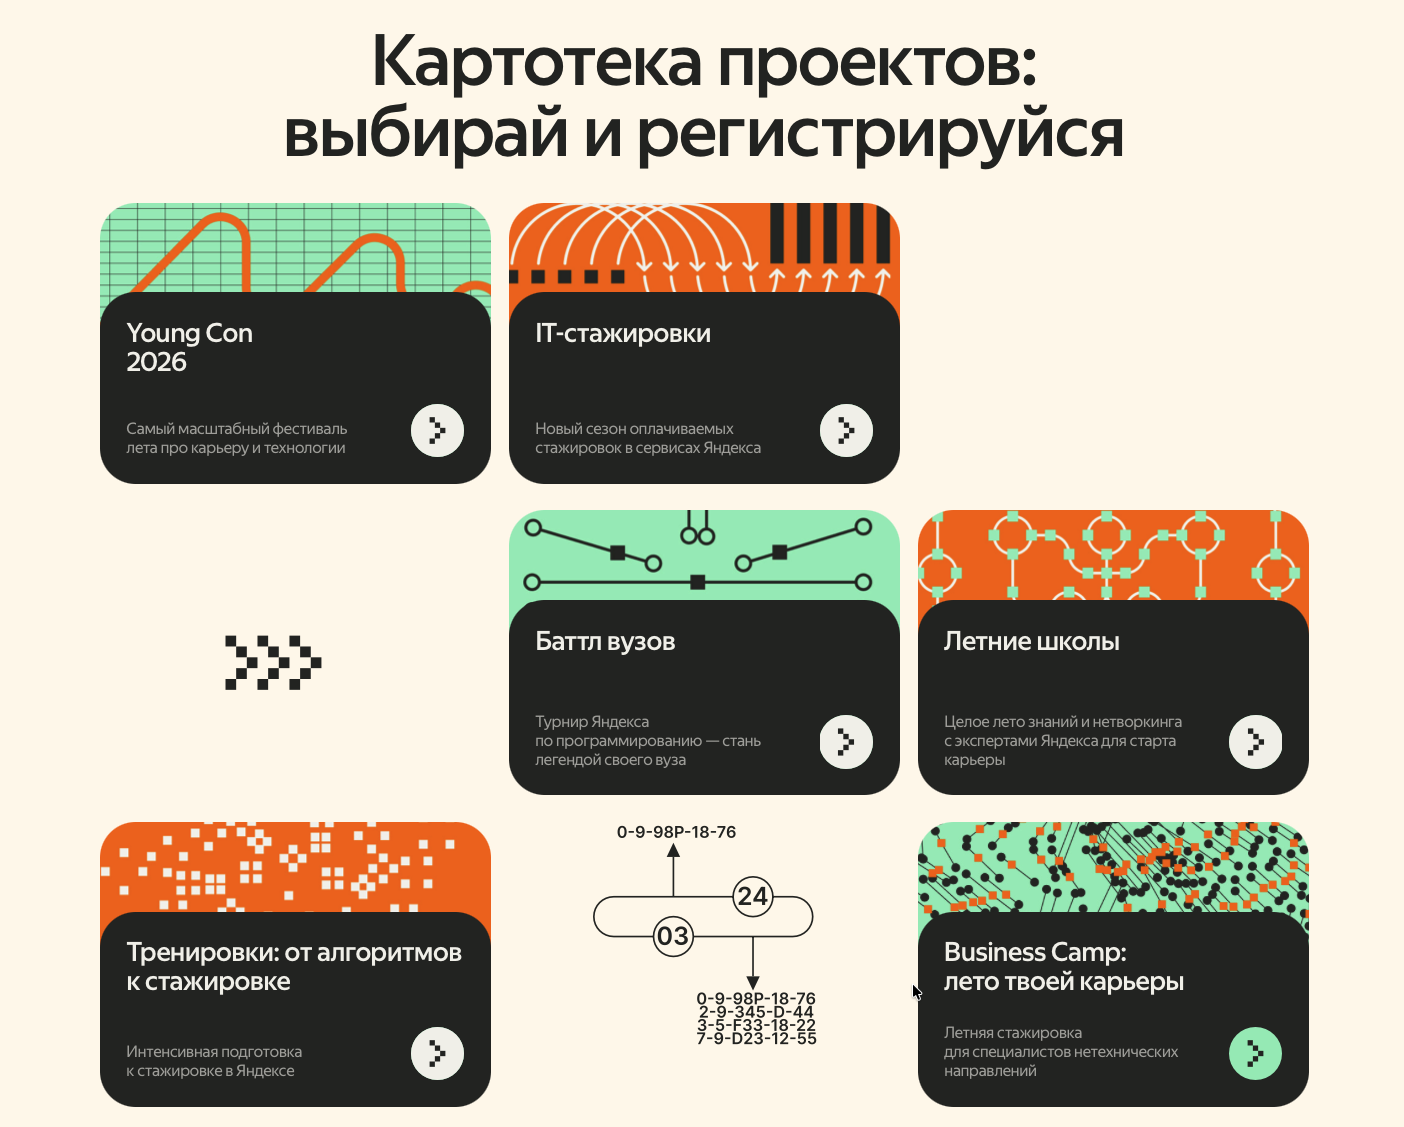 Картотека проектов:
выбирай и регистрируйся
Young Con
2026
Самый масштабный фестиваль
лета про карьеру и технологии
IT-стажировки
Новый сезон оплачиваемых
стажировок в сервисах Яндекса
Баттл вузов
Турнир Яндекса
по программированию — стань
легендой своего вуза
Летние школы
Целое лето знаний и нетворкинга
с экспертами Яндекса для старта
карьеры
Тренировки: от алгоритмов
к стажировке
Интенсивная подготовка
к стажировке в Яндексе
0-9-98P-18-76
24
03
0-9-98P-18-76
2-9-345-D-44
3-5-F33-18-22
7-9-D23-12-55
Business Camp:
лето твоей карьеры
Летняя стажировка
для специалистов нетехнических
направлений